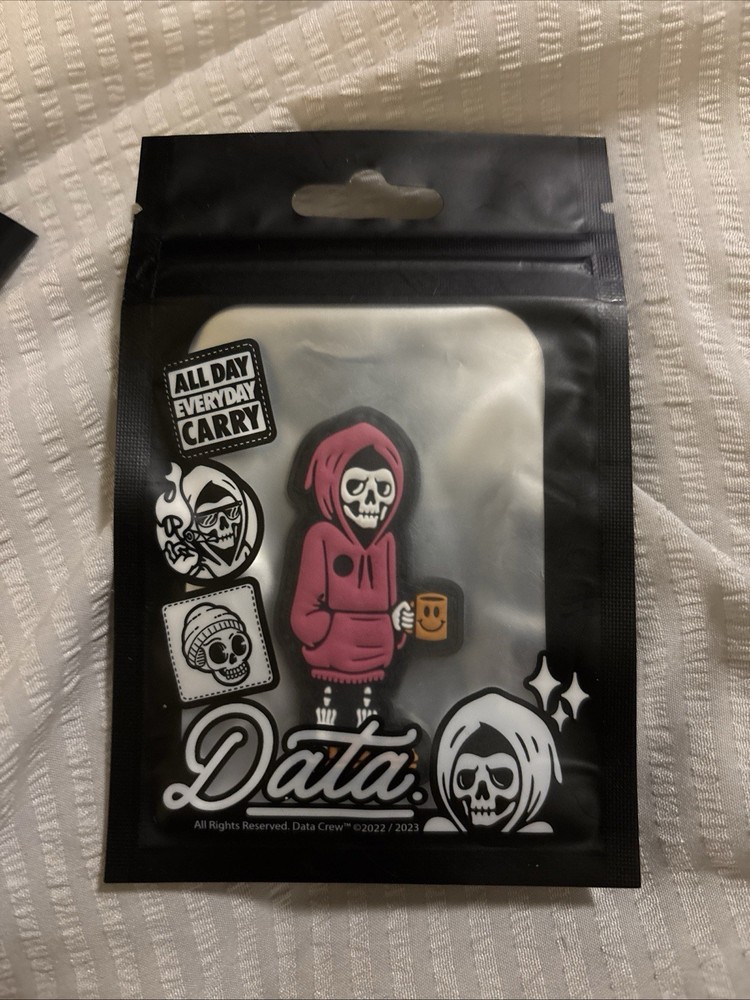 ALL DAY
EVERYDAY
CARRY
Data.
All Rights Reserved. Data Crew™ ©2022 / 2023